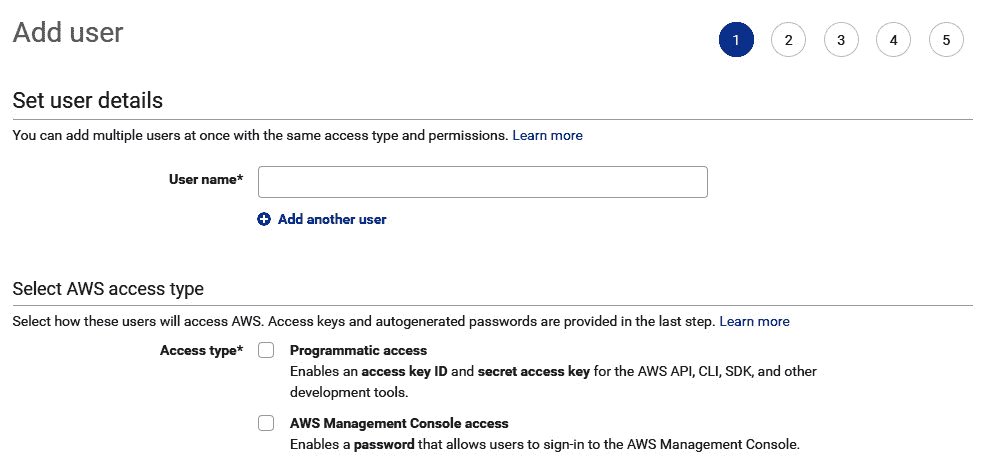 Add user
1 2 3 4 5
Set user details
You can add multiple users at once with the same access type and permissions. Learn more
User name*
Add another user
Select AWS access type
Select how these users will access AWS. Access keys and autogenerated passwords are provided in the last step. Learn more
Access type* Programmatic access
Enables an access key ID and secret access key for the AWS API, CLI, SDK, and other
development tools.
AWS Management Console access
Enables a password that allows users to sign-in to the AWS Management Console.